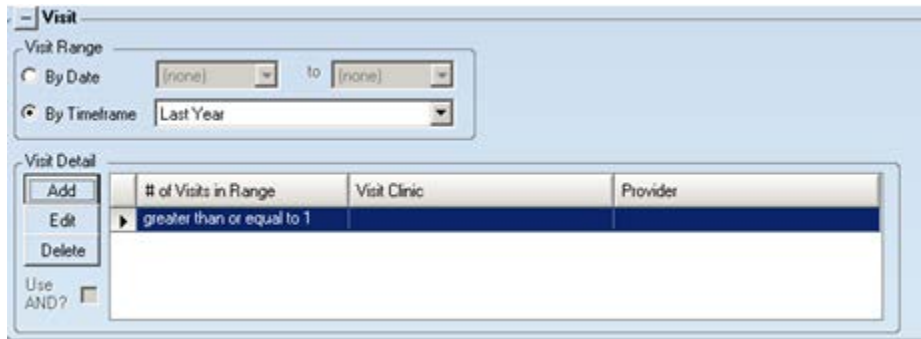 Visit
Visit Range
By Date (none) to (none)
By Timeframe Last Year
Visit Detail
Add # of Visits in Range Visit Clinic Provider
Edit greater than or equal to 1
Delete
Use
AND?